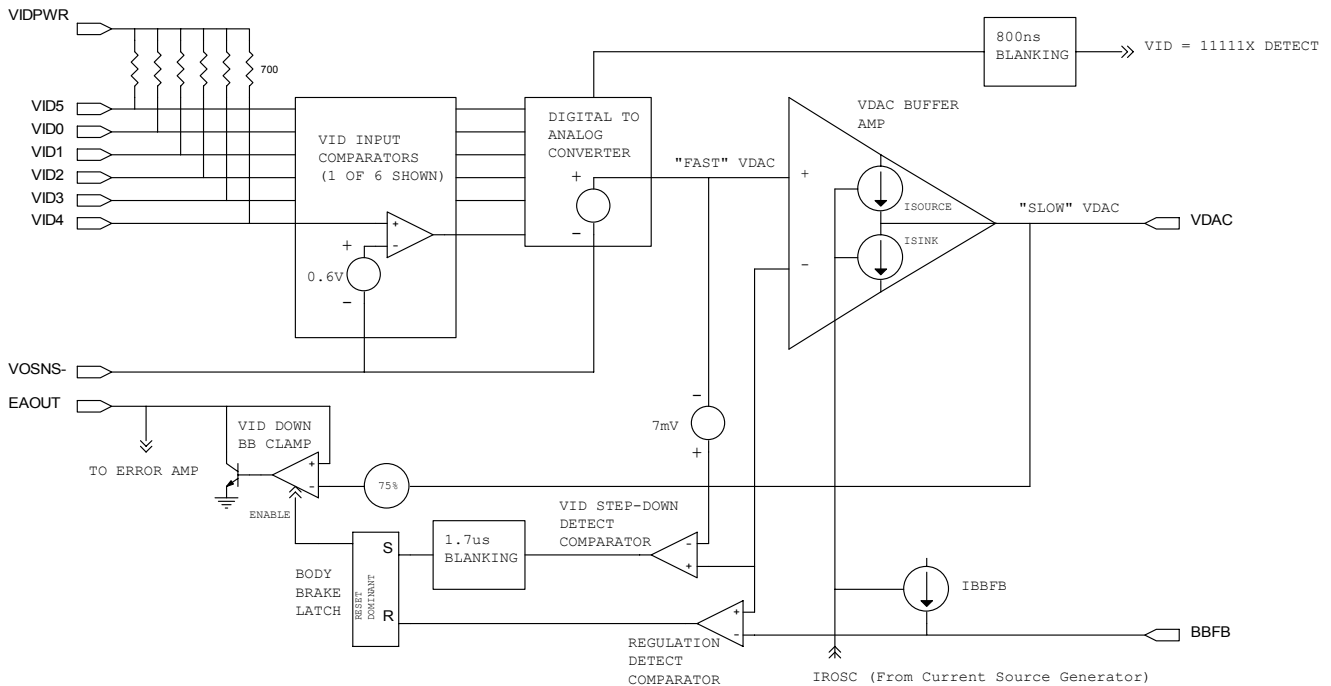 VIDPWR
700
VID5
VID0
VID1
VID2
VID3
VID4
VID INPUT
COMPARATORS
(1 OF 6 SHOWN)
+
-
+
0.6V
-
DIGITAL TO
ANALOG
CONVERTER
+
-
800ns
BLANKING
VID = 11111X DETECT
"FAST" VDAC
VDAC BUFFER
AMP
+
-
ISOURCE
ISINK
"SLOW" VDAC
VDAC
VOSNS-
EAOUT
TO ERROR AMP
VID DOWN
BB CLAMP
+
-
75%
ENABLE
-
7mV
+
VID STEP-DOWN
DETECT
COMPARATOR
-
+
1.7us
BLANKING
BODY
BRAKE
LATCH
RESET
DOMINANT
S
R
+
-
REGULATION
DETECT
COMPARATOR
IBBFB
BBFB
IROSC (From Current Source Generator)